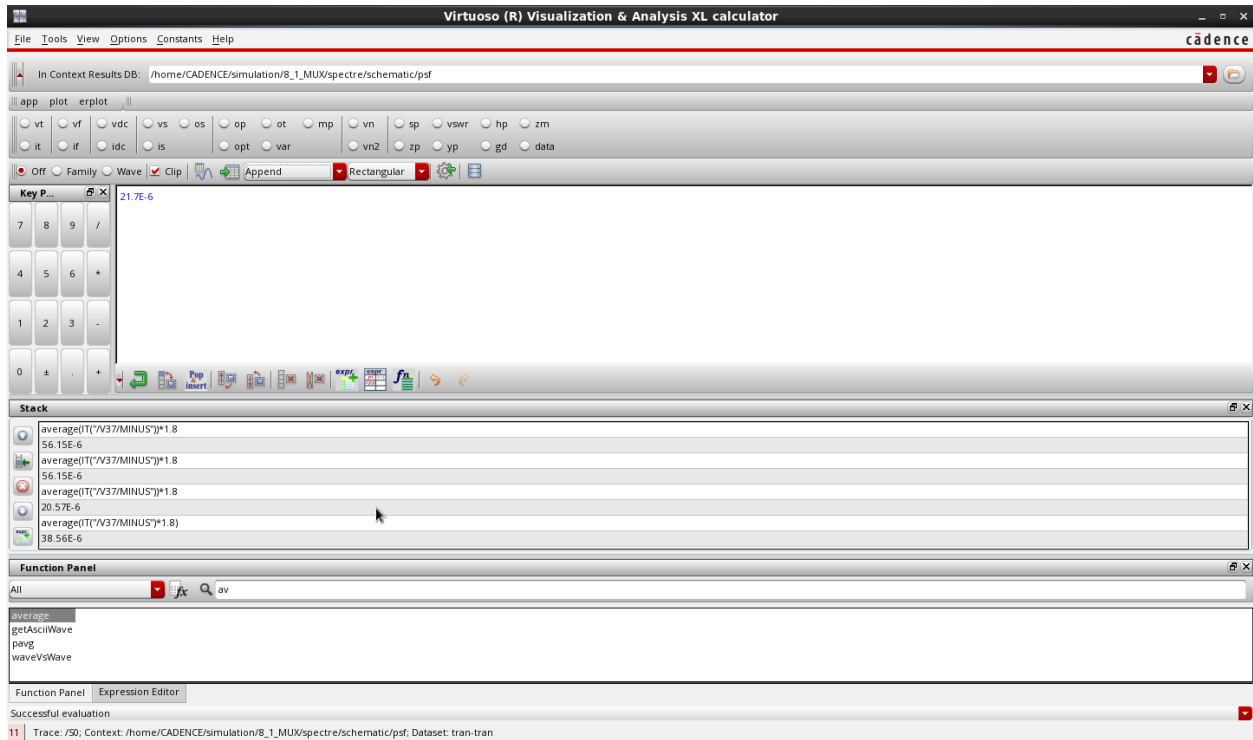 Virtuoso (R) Visualization & Analysis XL calculator
File Tools View Options Constants Help
cādence
In Context Results DB: /home/CADENCE/simulation/8_1_MUX/spectre/schematic/psf
app plot erplot
vt vf vdc vs os op ot mp vn sp vswr hp zm
it if idc is opt var vn2 zp yp gd data
Off Family Wave Clip Append Rectangular
Key P...
21.7E-6
7 8 9 /
4 5 6 *
1 2 3 -
0 ± . +
Pop
insert
expr
expr
fn
Stack
average(IT("/V37/MINUS"))*1.8
56.15E-6
average(IT("/V37/MINUS"))*1.8
56.15E-6
average(IT("/V37/MINUS"))*1.8
20.57E-6
average(IT("/V37/MINUS")*1.8)
38.56E-6
expr
Function Panel
All fx av
average
getAsciiWave
pavg
waveVsWave
Function Panel Expression Editor
Successful evaluation
11 Trace: /S0; Context: /home/CADENCE/simulation/8_1_MUX/spectre/schematic/psf; Dataset: tran-tran